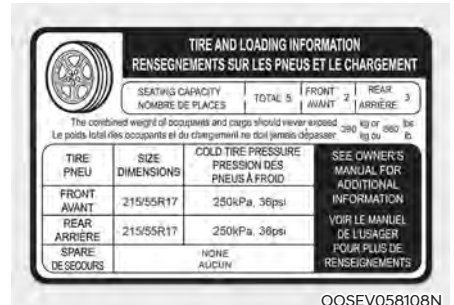 TIRE AND LOADING INFORMATION
RENSEIGNEMENTS SUR LES PNEUS ET LE CHARGEMENT
SEATING CAPACITY
NOMBRE DE PLACES
TOTAL 5
FRONT
AVANT
2
REAR
ARRIÈRE
3
The combined weight of occupants and cargo should never exceed 390 kg or 860 lbs
Le poids total des occupants et du chargement ne doit jamais dépasser kg ou lb.
TIRE
PNEU
SIZE
DIMENSIONS
COLD TIRE PRESSURE
PRESSION DES
PNEUS À FROID
FRONT
AVANT
215/55R17
250kPa, 36psi
REAR
ARRIÈRE
215/55R17
250kPa, 36psi
SPARE
DE SECOURS
NONE
AUCUN
SEE OWNER'S
MANUAL FOR
ADDITIONAL
INFORMATION
VOIR LE MANUEL
DE L'USAGER
POUR PLUS DE
RENSEIGNEMENTS
OOSEV058108N